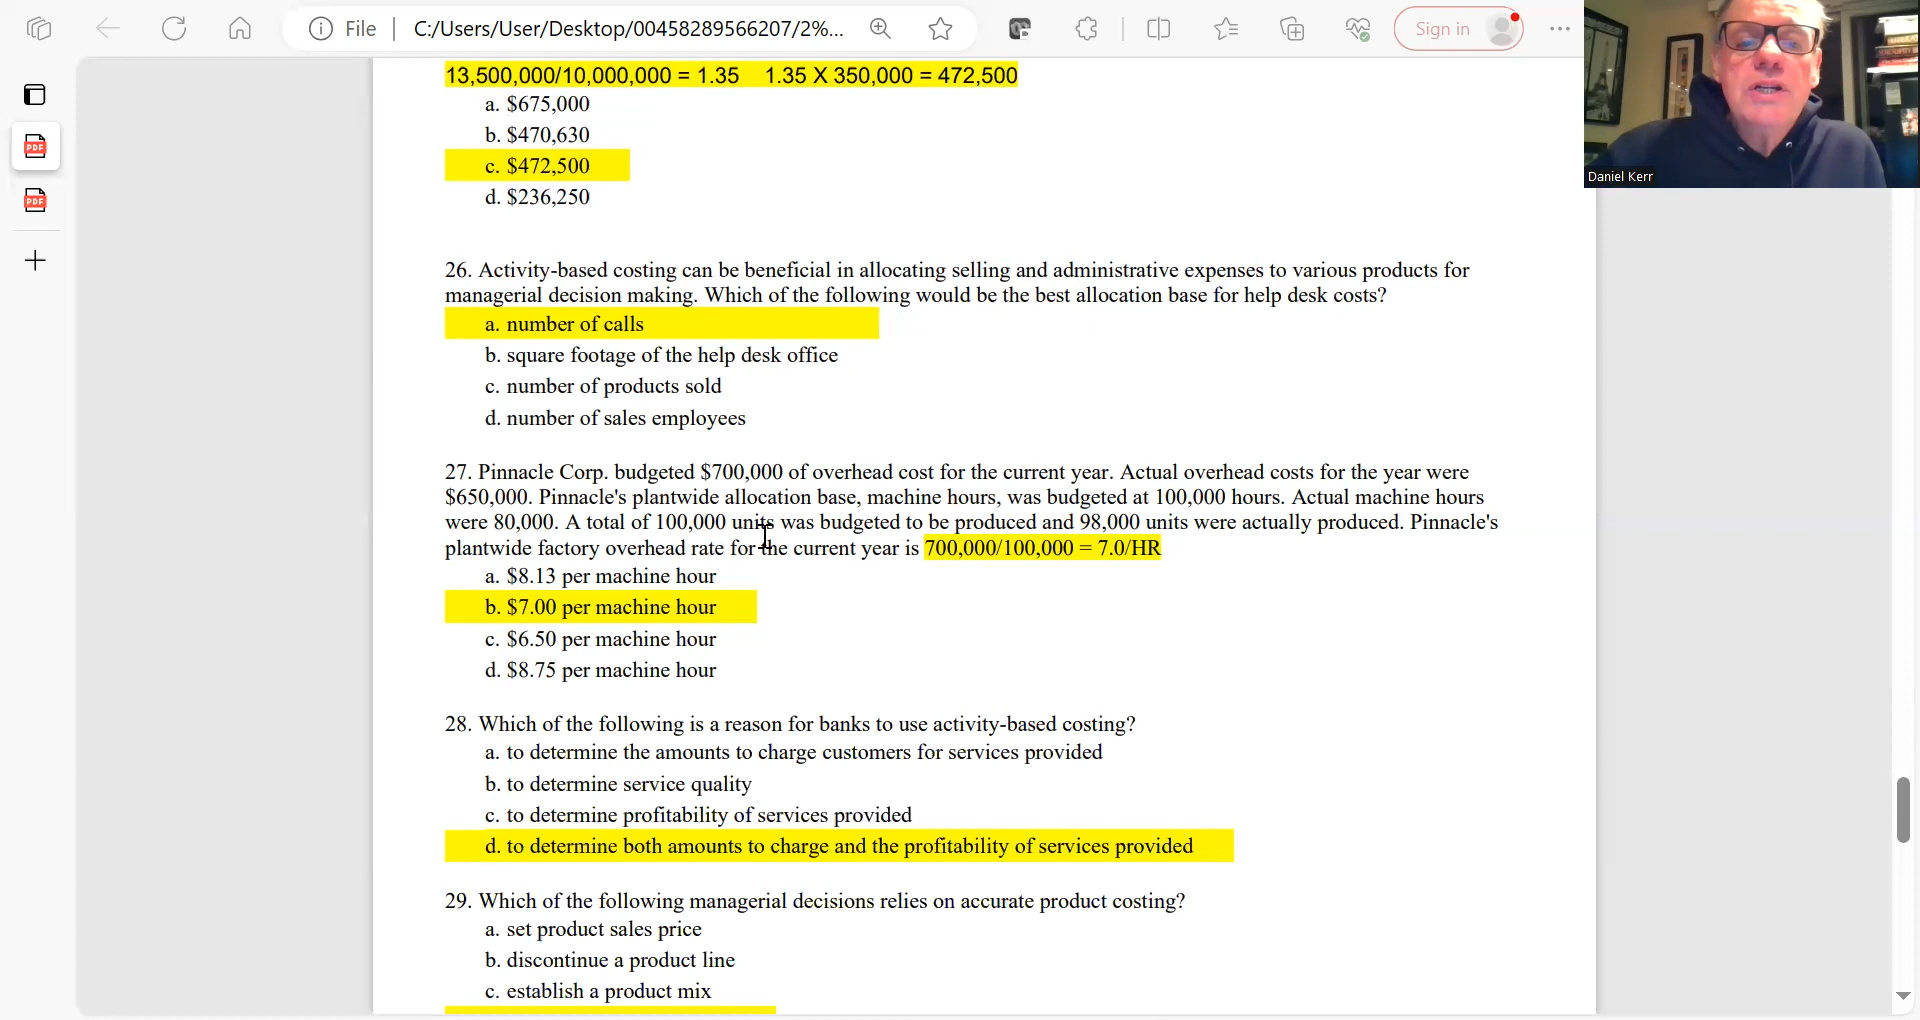 File
C:/Users/User/Desktop/00458289566207/2%...
Sign in
PDF
PDF
Daniel Kerr
13,500,000/10,000,000 = 1.35 1.35 X 350,000 = 472,500
a. $675,000
b. $470,630
c. $472,500
d. $236,250
26. Activity-based costing can be beneficial in allocating selling and administrative expenses to various products for
managerial decision making. Which of the following would be the best allocation base for help desk costs?
a. number of calls
b. square footage of the help desk office
c. number of products sold
d. number of sales employees
27. Pinnacle Corp. budgeted $700,000 of overhead cost for the current year. Actual overhead costs for the year were
$650,000. Pinnacle's plantwide allocation base, machine hours, was budgeted at 100,000 hours. Actual machine hours
were 80,000. A total of 100,000 units was budgeted to be produced and 98,000 units were actually produced. Pinnacle's
plantwide factory overhead rate for the current year is 700,000/100,000 = 7.0/HR
a. $8.13 per machine hour
b. $7.00 per machine hour
c. $6.50 per machine hour
d. $8.75 per machine hour
28. Which of the following is a reason for banks to use activity-based costing?
a. to determine the amounts to charge customers for services provided
b. to determine service quality
c. to determine profitability of services provided
d. to determine both amounts to charge and the profitability of services provided
29. Which of the following managerial decisions relies on accurate product costing?
a. set product sales price
b. discontinue a product line
c. establish a product mix